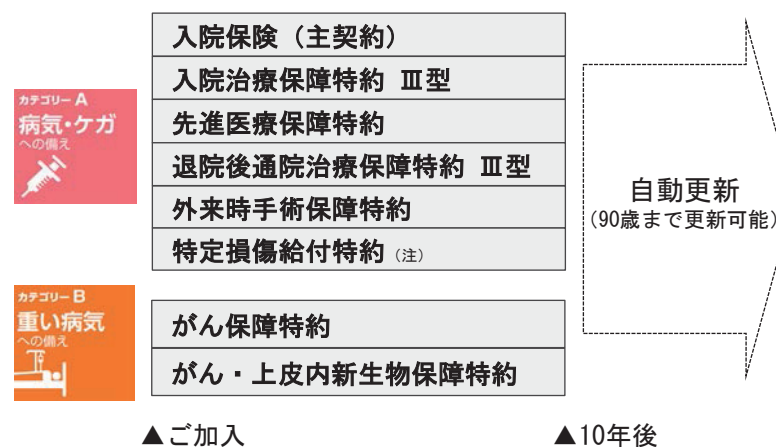 カテゴリー A
病気・ケガ
への備え
入院保険（主契約）
入院治療保障特約 Ⅲ型
先進医療保障特約
退院後通院治療保障特約 Ⅲ型
外来時手術保障特約
特定損傷給付特約（注）
カテゴリー B
重い病気
への備え
がん保障特約
がん・上皮内新生物保障特約
自動更新
（90歳まで更新可能）
▲ご加入
▲10年後